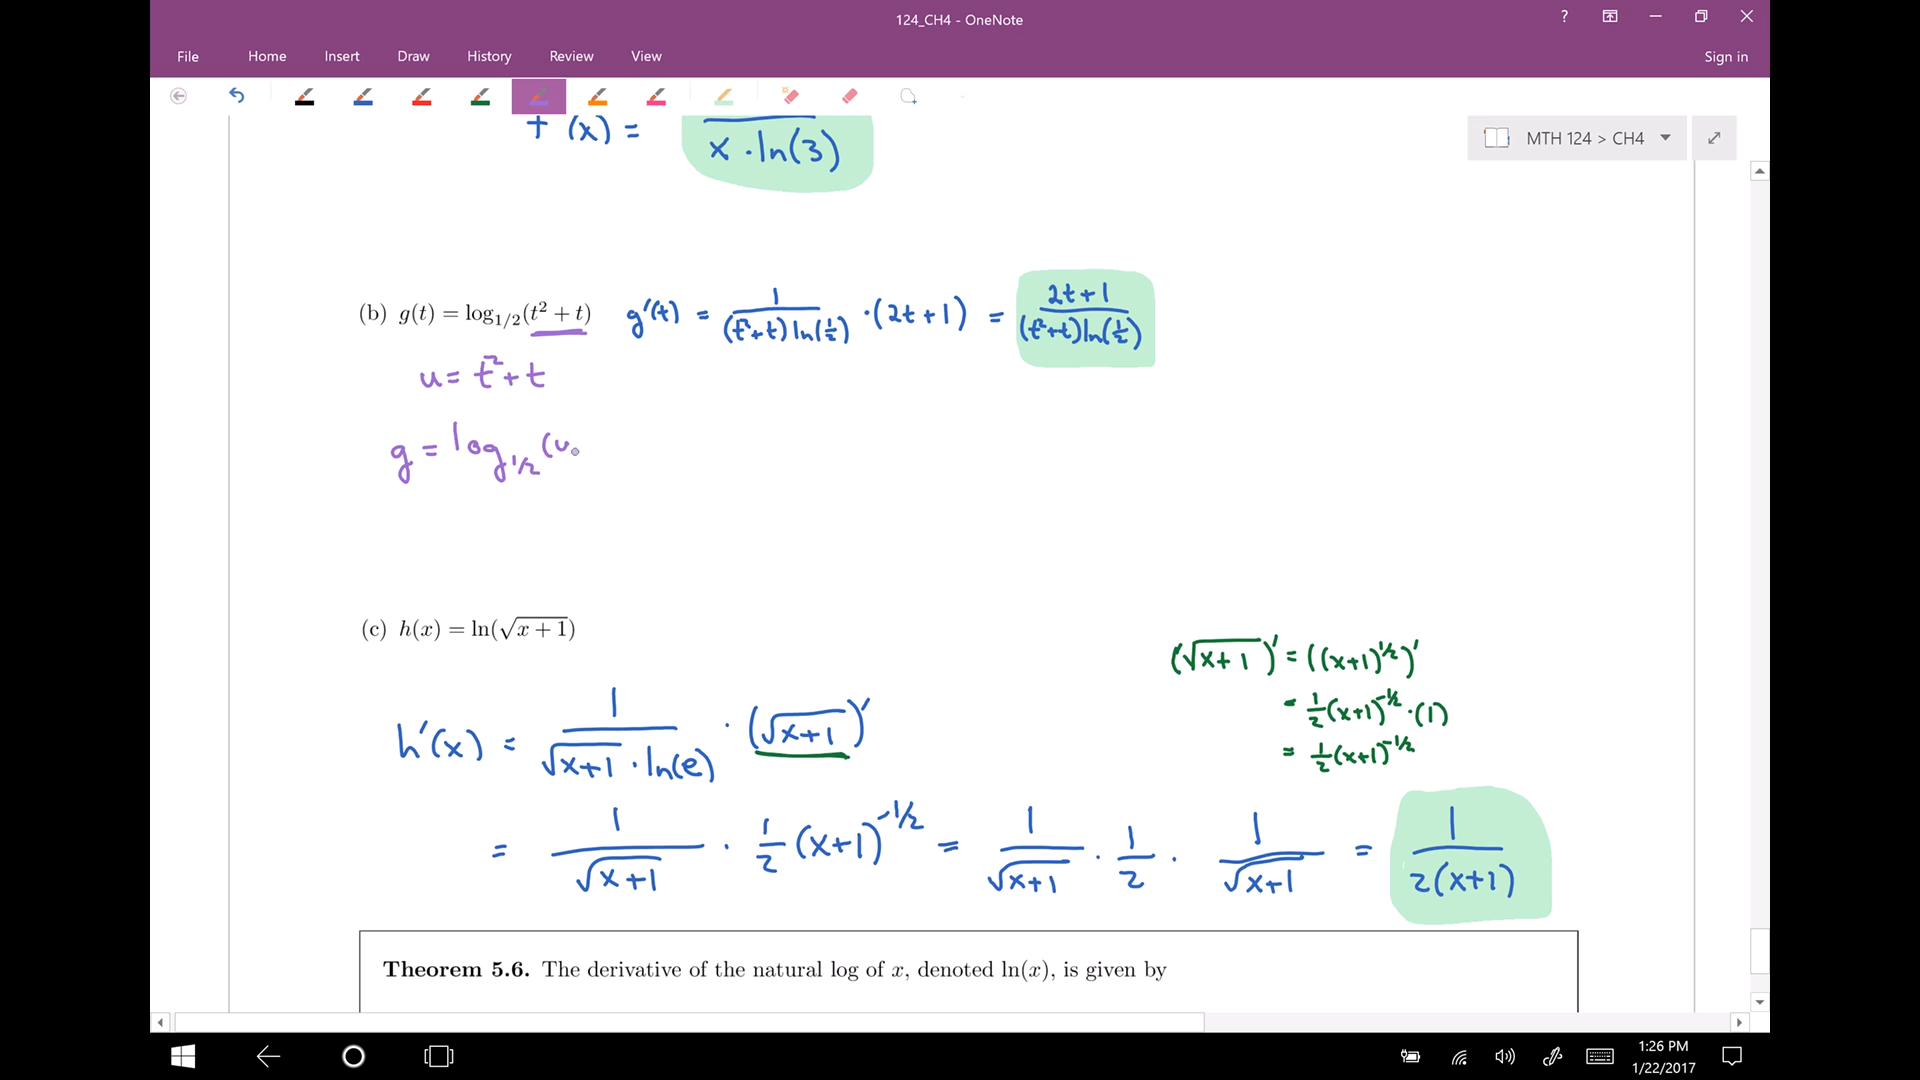 124_CH4 - OneNote
?
File Home Insert Draw History Review View Sign in
MTH 124 > CH4
(x) =
x · ln(3)
(b) g(t) = log_{1/2}(t² + t) g'(t) = 1/((t²+t) ln(1/2)) · (2t + 1) = (2t+1)/((t²+t) ln(1/2))
u = t² + t
g = log_{1/2} (u
(c) h(x) = ln(√(x + 1))
(√(x+1))' = ((x+1)^{1/2})'
= 1/2 (x+1)^{-1/2} · (1)
= 1/2 (x+1)^{-1/2}
h'(x) = 1/(√(x+1) · ln(e)) · (√(x+1))'
= 1/√(x+1) · 1/2 (x+1)^{-1/2} = 1/√(x+1) · 1/2 · 1/√(x+1) = 1/(2(x+1))
Theorem 5.6. The derivative of the natural log of x, denoted ln(x), is given by
1:26 PM
1/22/2017